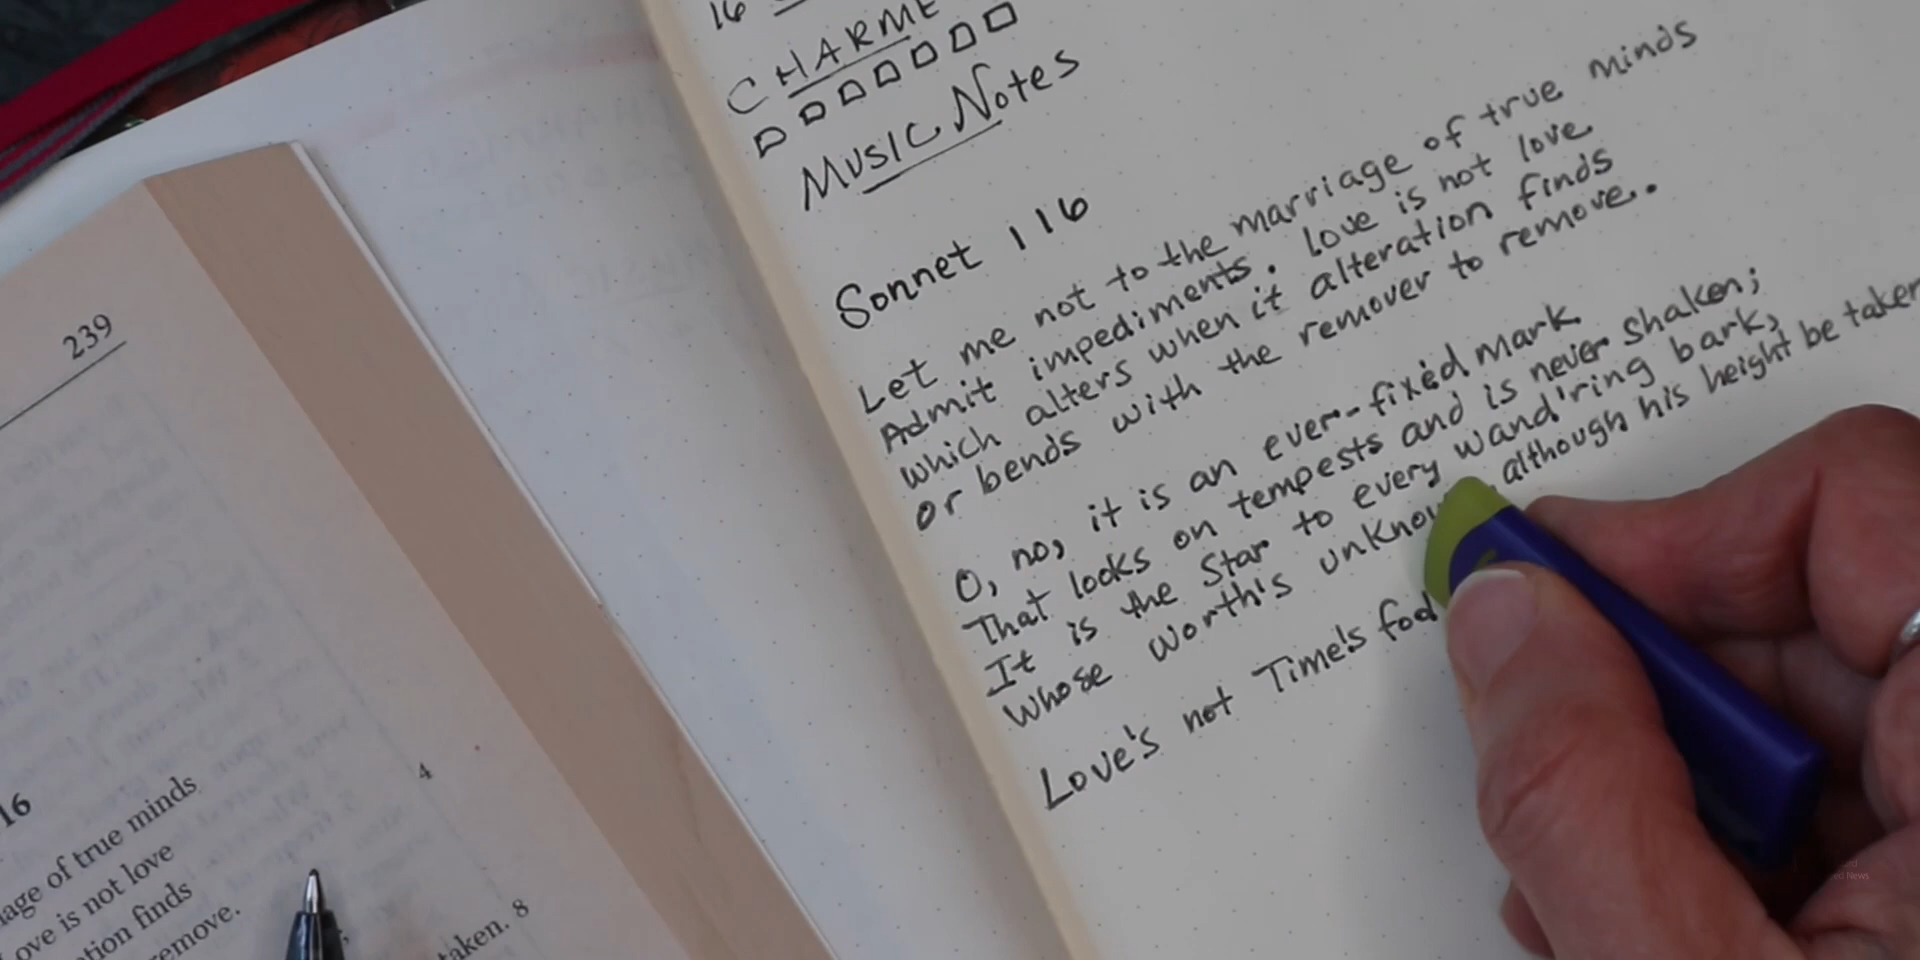 239
16
age of true minds
ove is not love
tion finds
emove.
4
taken. 8
16
CHARME
Music Notes
Sonnet 116
Let me not to the marriage of true minds
Admit impediments. Love is not love
which alters when it alteration finds
or bends with the remover to remove.
O, no, it is an ever-fixed mark
That looks on tempests and is never shaken;
It is the Star to every wand'ring bark,
Whose worth's unknow although his height be taken
Love's not Time's fool